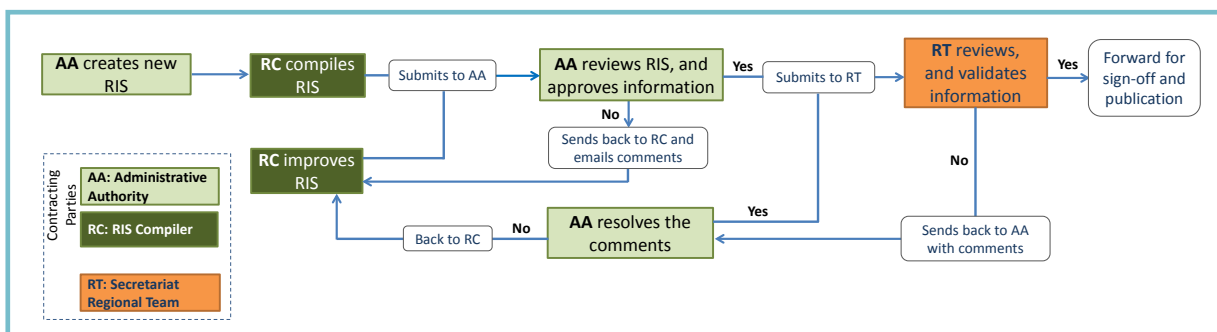 AA creates new
RIS
RC compiles
RIS
Submits to AA
AA reviews RIS, and
approves information
Yes
Submits to RT
RT reviews,
and validates
information
Yes
Forward for
sign-off and
publication
No
Sends back to RC and
emails comments
RC improves
RIS
No
Contracting
Parties
AA: Administrative
Authority
RC: RIS Compiler
RT: Secretariat
Regional Team
Back to RC
No
AA resolves the
comments
Yes
Sends back to AA
with comments